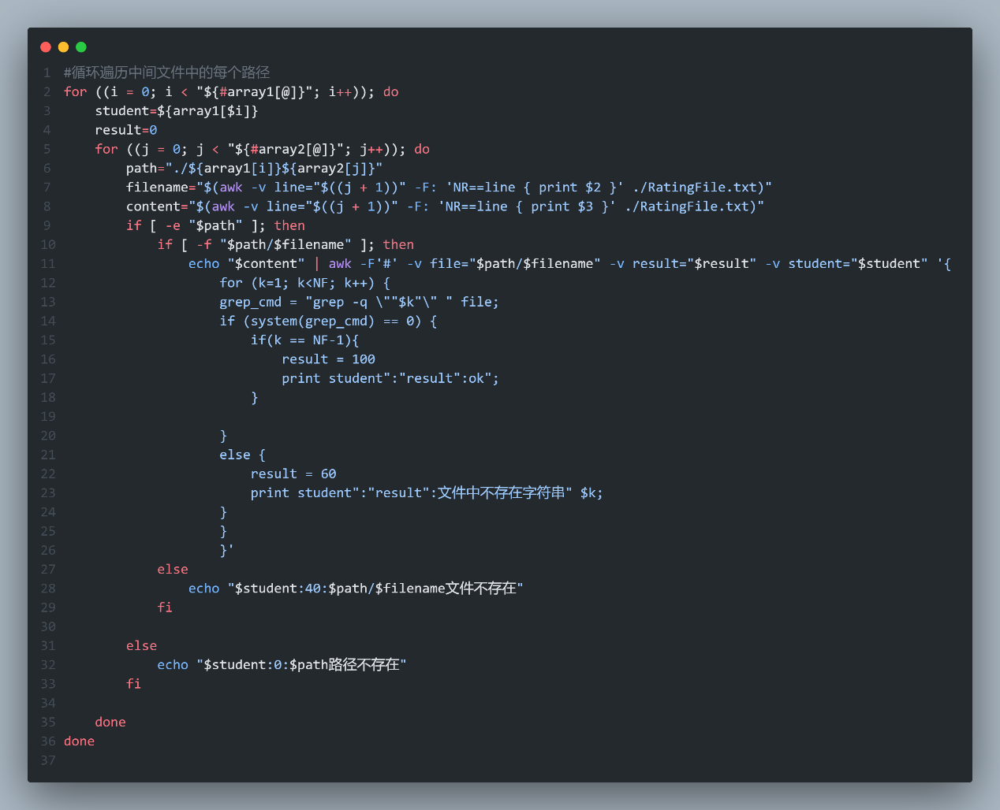 1 #循环遍历中间文件中的每个路径
2 for ((i = 0; i < "${#array1[@]}"; i++)); do
3     student=${array1[$i]}
4     result=0
5     for ((j = 0; j < "${#array2[@]}"; j++)); do
6         path="./${array1[i]}${array2[j]}"
7         filename="$(awk -v line="$((j + 1))" -F: 'NR==line { print $2 }' ./RatingFile.txt)"
8         content="$(awk -v line="$((j + 1))" -F: 'NR==line { print $3 }' ./RatingFile.txt)"
9         if [ -e "$path" ]; then
10             if [ -f "$path/$filename" ]; then
11                 echo "$content" | awk -F'#' -v file="$path/$filename" -v result="$result" -v student="$student" '{
12                     for (k=1; k<NF; k++) {
13                     grep_cmd = "grep -q \""$k"\" " file;
14                     if (system(grep_cmd) == 0) {
15                         if(k == NF-1){
16                             result = 100
17                             print student":"result":ok";
18                         }
19
20                     }
21                     else {
22                         result = 60
23                         print student":"result":文件中不存在字符串" $k;
24                     }
25                     }
26                     }'
27             else
28                 echo "$student:40:$path/$filename文件不存在"
29             fi
30
31         else
32             echo "$student:0:$path路径不存在"
33         fi
34
35     done
36 done
37